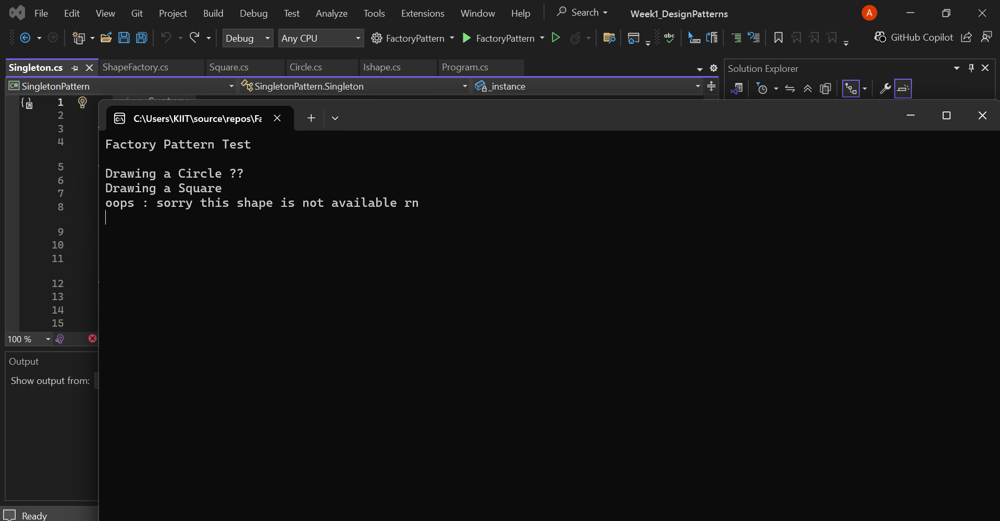 File Edit View Git Project Build Debug Test Analyze Tools Extensions Window Help Search Week1_DesignPatterns A
Debug Any CPU FactoryPattern FactoryPattern abc GitHub Copilot
Singleton.cs ShapeFactory.cs Square.cs Circle.cs Ishape.cs Program.cs
Solution Explorer
C# SingletonPattern SingletonPattern.Singleton _instance
1
2
3
4
5
6
7
8
9
10
11
12
13
14
15
100 %
Output
Show output from:
Ready
C:\Users\KIIT\source\repos\Fa
Factory Pattern Test
Drawing a Circle ??
Drawing a Square
oops : sorry this shape is not available rn